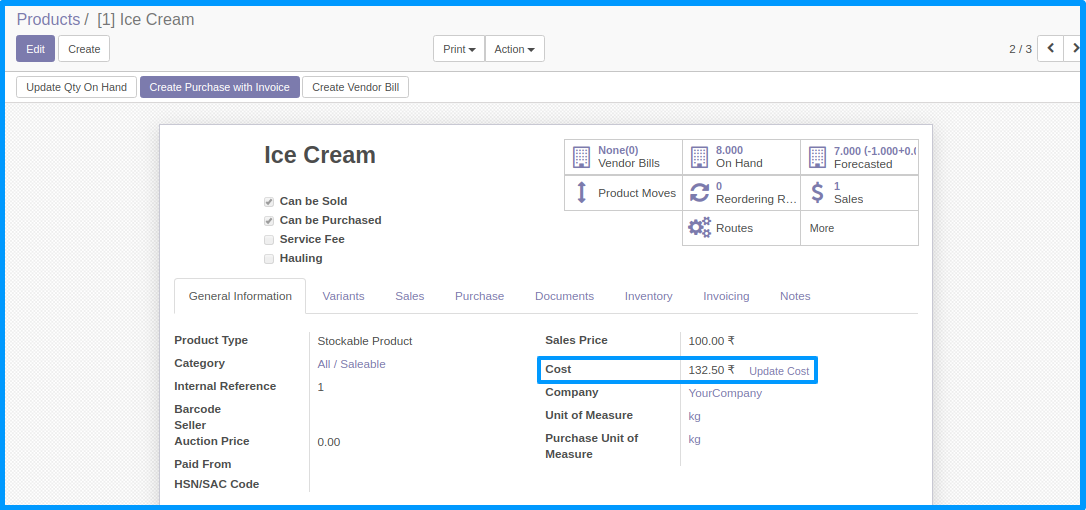 Products / [1] Ice Cream
Edit Create Print Action 2 / 3
Update Qty On Hand Create Purchase with Invoice Create Vendor Bill
Ice Cream
None(0)
Vendor Bills
8.000
On Hand
7.000 (-1.000+0.0
Forecasted
Product Moves
0
Reordering R...
1
Sales
Routes
More
Can be Sold
Can be Purchased
Service Fee
Hauling
General Information Variants Sales Purchase Documents Inventory Invoicing Notes
Product Type Stockable Product
Category All / Saleable
Internal Reference 1
Barcode
Seller
Auction Price 0.00
Paid From
HSN/SAC Code
Sales Price 100.00 ₹
Cost 132.50 ₹ Update Cost
Company YourCompany
Unit of Measure kg
Purchase Unit of kg
Measure